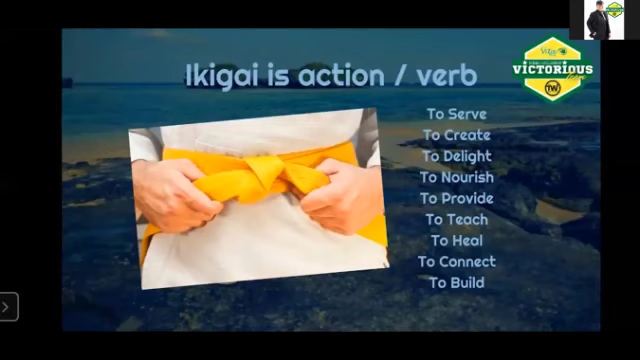 Ikigai is action / verb
VICTORIOUS
TW
To Serve
To Create
To Delight
To Nourish
To Provide
To Teach
To Heal
To Connect
To Build